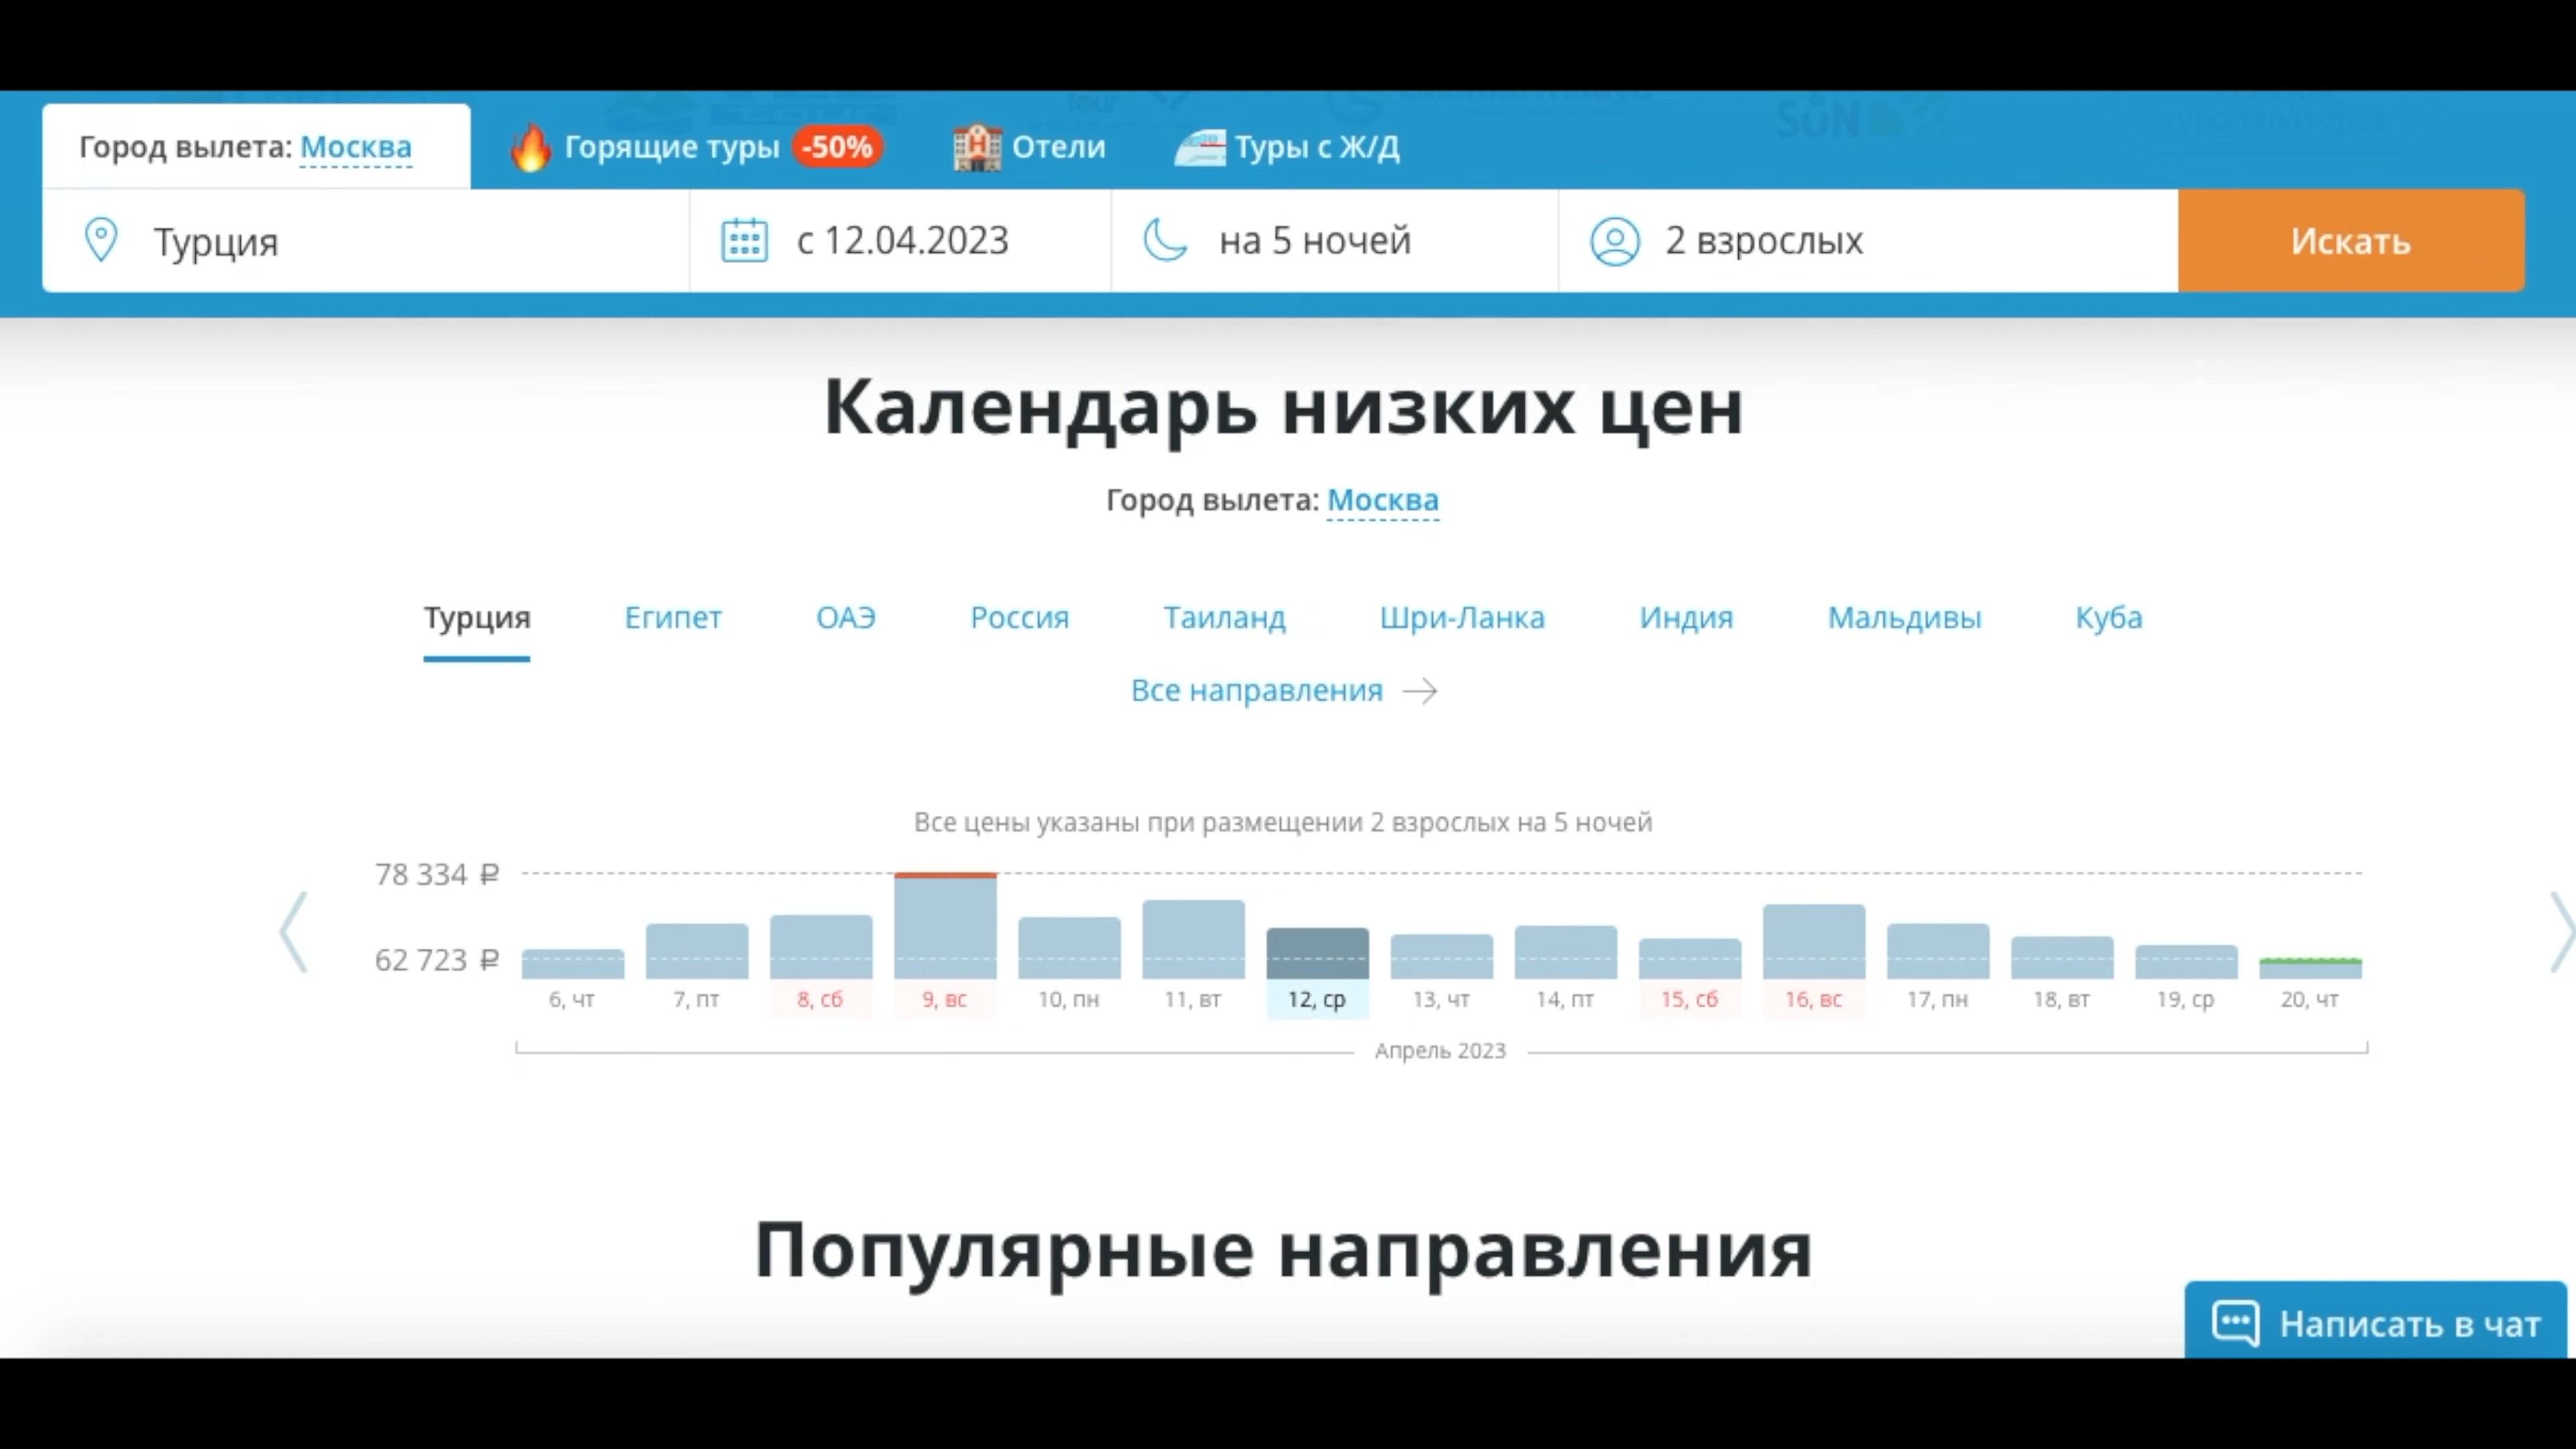 Город вылета: Москва
Горящие туры -50%
Отели
Туры с Ж/Д
Турция
с 12.04.2023
на 5 ночей
2 взрослых
Искать
Календарь низких цен
Город вылета: Москва
Турция Египет ОАЭ Россия Таиланд Шри-Ланка Индия Мальдивы Куба
Все направления →
Все цены указаны при размещении 2 взрослых на 5 ночей
78 334 ₽
62 723 ₽
6, чт 7, пт 8, сб 9, вс 10, пн 11, вт 12, ср 13, чт 14, пт 15, сб 16, вс 17, пн 18, вт 19, ср 20, чт
Апрель 2023
Популярные направления
Написать в чат